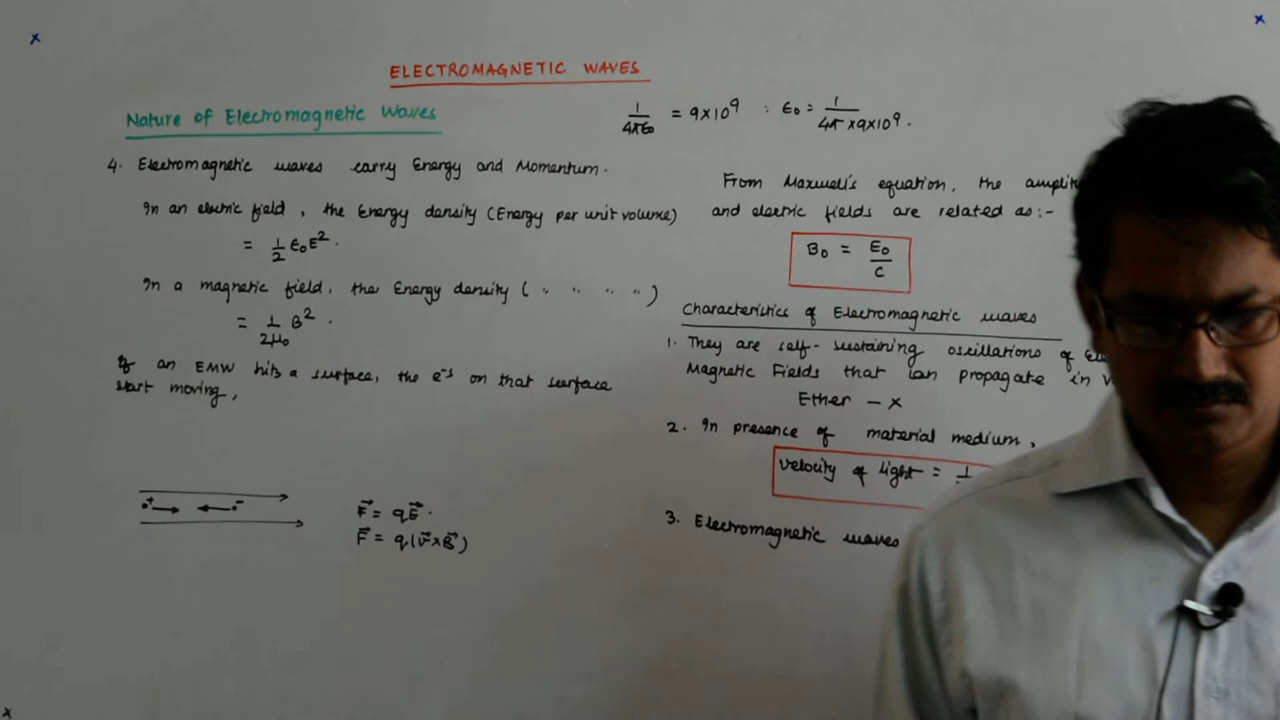 ELECTROMAGNETIC WAVES
Nature of Electromagnetic Waves
1/4πε₀ = 9×10⁹ : ε₀ = 1/4π×9×10⁹.
4. Electromagnetic waves carry Energy and Momentum.
In an electric field, the Energy density (Energy per unit volume)
= 1/2 ε₀E².
In a magnetic field, the Energy density ( " " " " )
= 1/2μ₀ B².
If an EMW hits a surface, the e⁻s on that surface
start moving,
+ -
F⃗ = qE⃗.
F⃗ = q(v⃗×B⃗)
From Maxwell's equation, the
and electric fields are related as:-
B₀ = E₀/c
Characteristics of Electromagnetic waves
1. They are self-sustaining oscillations of
Magnetic Fields that can propagate in
Ether - x
2. In presence of material medium,
velocity of light = 1
3. Electromagnetic waves